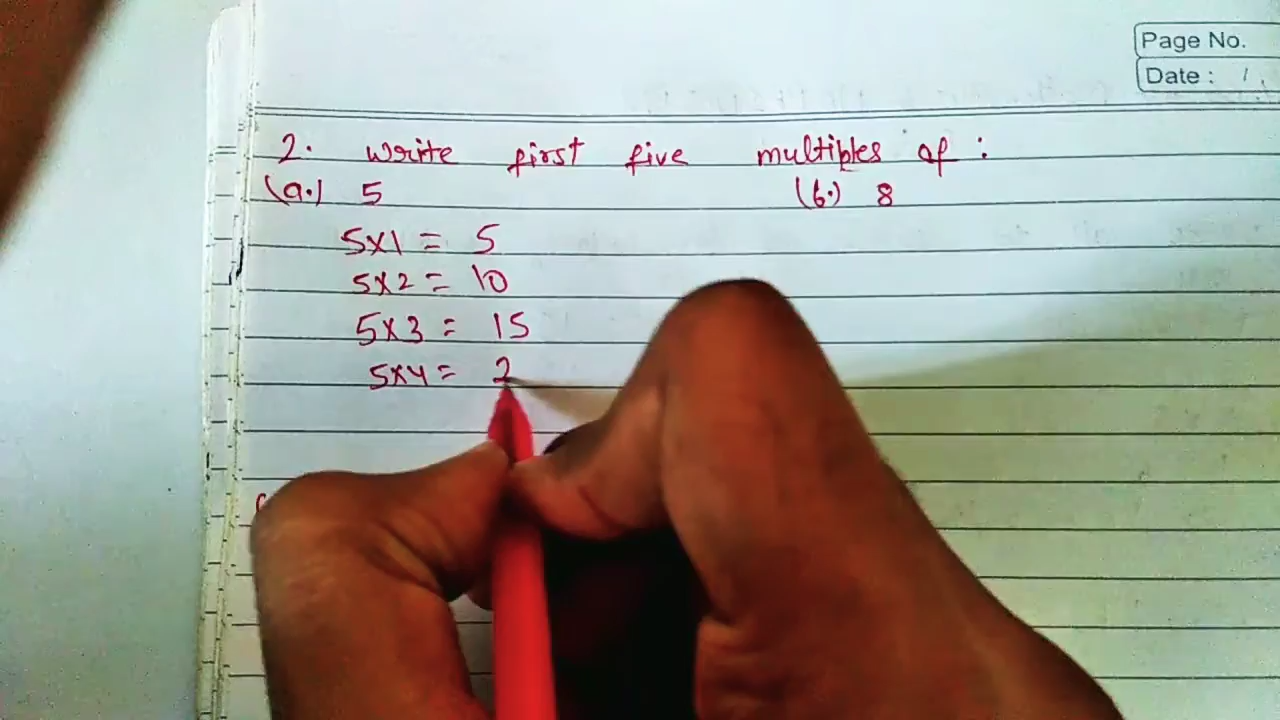 Page No.
Date : /
2. Write first five multiples of :
(a.) 5 (b.) 8
5x1 = 5
5x2 = 10
5x3 = 15
5x4 = 2